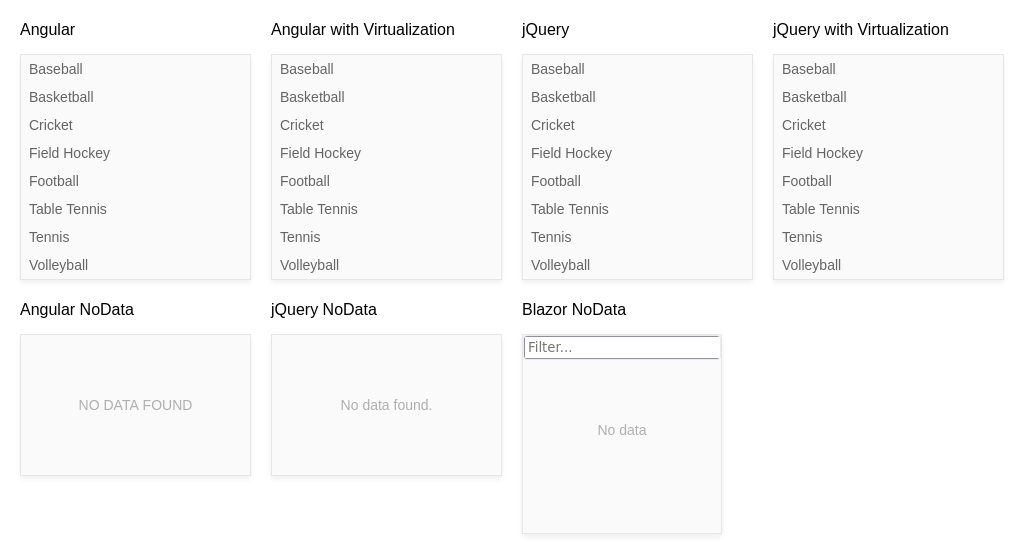 Angular
Baseball
Basketball
Cricket
Field Hockey
Football
Table Tennis
Tennis
Volleyball
Angular with Virtualization
Baseball
Basketball
Cricket
Field Hockey
Football
Table Tennis
Tennis
Volleyball
jQuery
Baseball
Basketball
Cricket
Field Hockey
Football
Table Tennis
Tennis
Volleyball
jQuery with Virtualization
Baseball
Basketball
Cricket
Field Hockey
Football
Table Tennis
Tennis
Volleyball
Angular NoData
NO DATA FOUND
jQuery NoData
No data found.
Blazor NoData
Filter...
No data